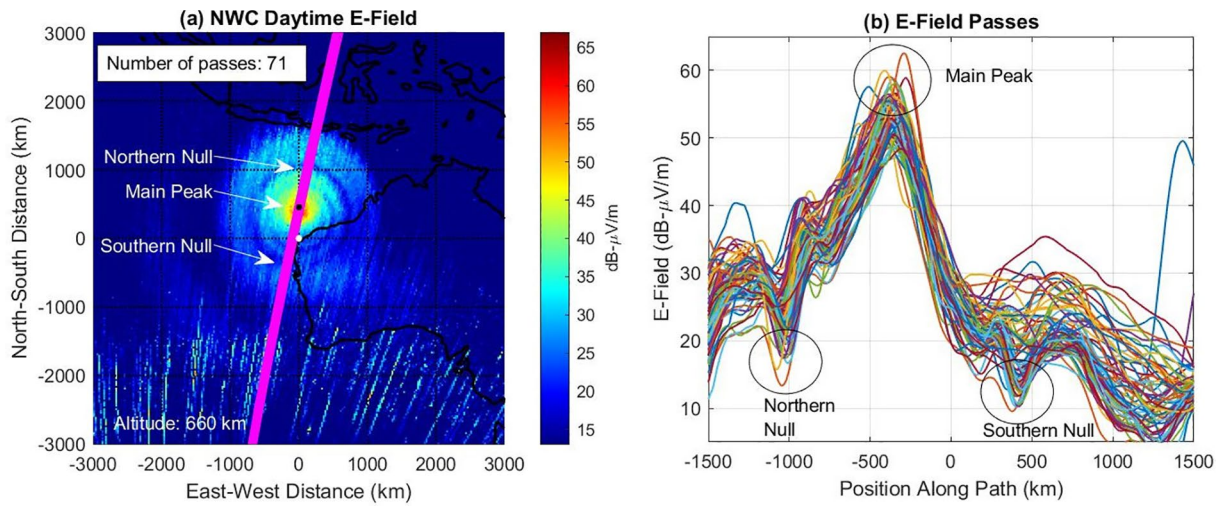 (a) NWC Daytime E-Field
3000
2000
1000
0
-1000
-2000
-3000
North-South Distance (km)
Number of passes: 71
Northern Null
Main Peak
Southern Null
Altitude: 660 km
-3000 -2000 -1000 0 1000 2000 3000
East-West Distance (km)
65
60
55
50
45
40
35
30
25
20
15
dB-μV/m
(b) E-Field Passes
60
50
40
30
20
10
E-Field (dB-μV/m)
Main Peak
Northern
Null
Southern Null
-1500 -1000 -500 0 500 1000 1500
Position Along Path (km)